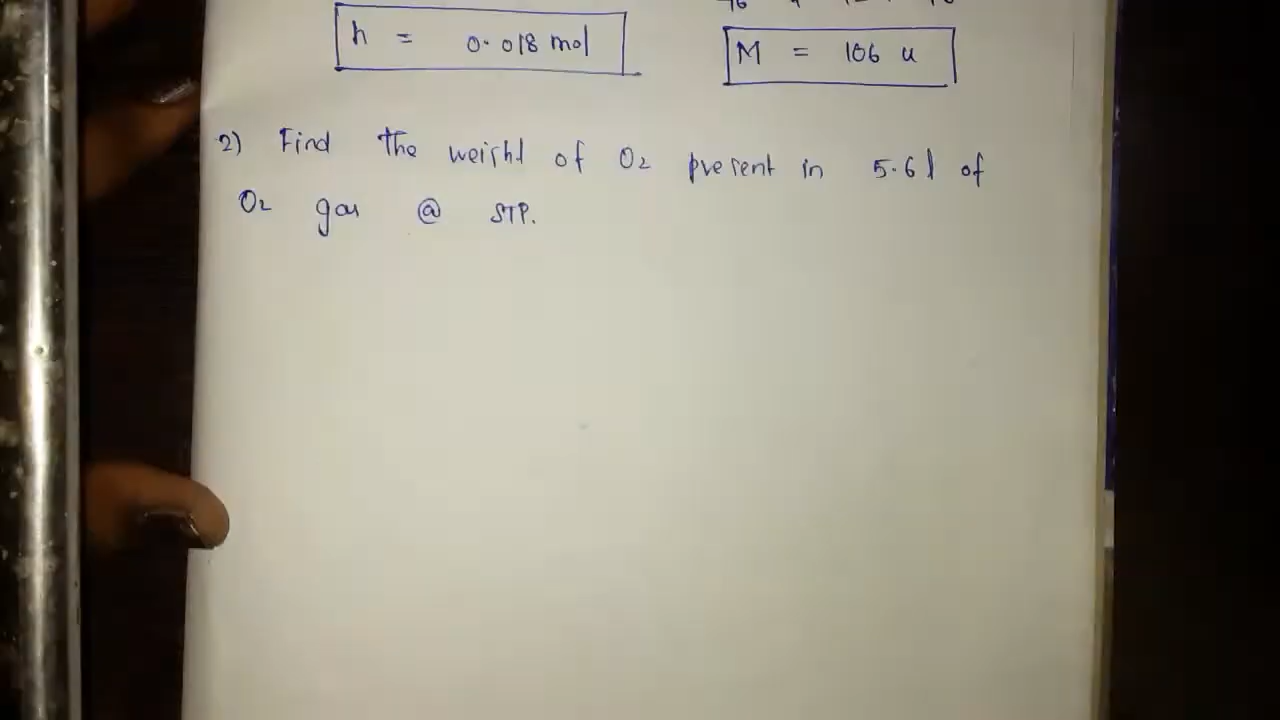 n = 0.018 mol
M = 106 u
2) Find the weight of O₂ present in 5.6 l of
O₂ gas @ STP.